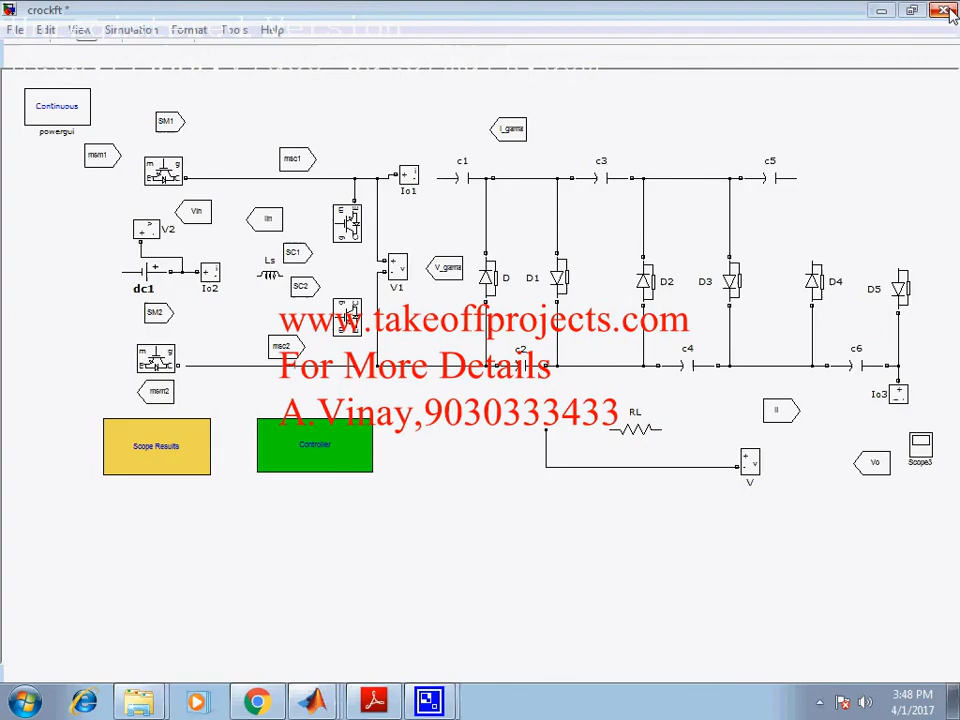 crockft *
File Edit View Simulation Format Tools Help
Continuous
powergui
SM1
msm1
m g
E C
msc1
I_gama
c1
c3
c5
i
Io1
Vin
Iin
V2
SC1
Ls
SC2
v
V1
V_gama
D
D1
D2
D3
D4
D5
dc1
Io2
SM2
www.takeoffprojects.com
msc2
c2
c4
c6
For More Details
msm2
Io3
A.Vinay,9030333433
RL
Il
Scope Results
Controller
V
Vo
Scope3
3:48 PM
4/1/2017